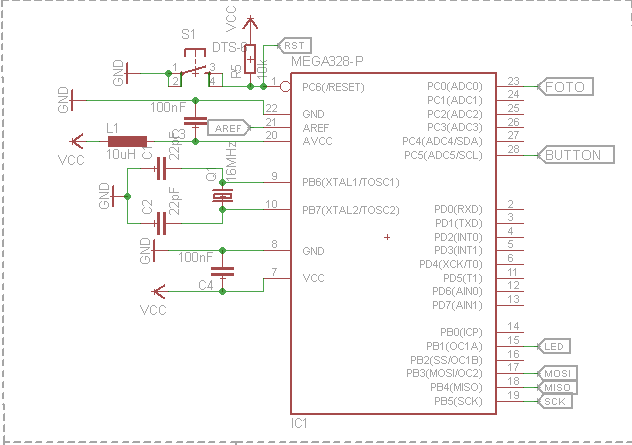 VCC
S1
DTS-6
RST
MEGA328-P
GND
1
2
3
4
R5
10k
1
PC6(/RESET)
PC0(ADC0)
23
FOTO
PC1(ADC1)
24
GND
100nF
C3
22
GND
PC2(ADC2)
25
AREF
21
AREF
PC3(ADC3)
26
L1
10uH
VCC
20
AVCC
PC4(ADC4/SDA)
27
PC5(ADC5/SCL)
28
BUTTON
C1
22pF
Q1
16MHz
9
PB6(XTAL1/TOSC1)
GND
C2
22pF
10
PB7(XTAL2/TOSC2)
PD0(RXD)
2
PD1(TXD)
3
PD2(INT0)
4
GND
100nF
C4
8
GND
PD3(INT1)
5
PD4(XCK/T0)
6
7
VCC
PD5(T1)
11
PD6(AIN0)
12
PD7(AIN1)
13
VCC
PB0(ICP)
14
PB1(OC1A)
15
LED
PB2(SS/OC1B)
16
PB3(MOSI/OC2)
17
MOSI
PB4(MISO)
18
MISO
PB5(SCK)
19
SCK
IC1